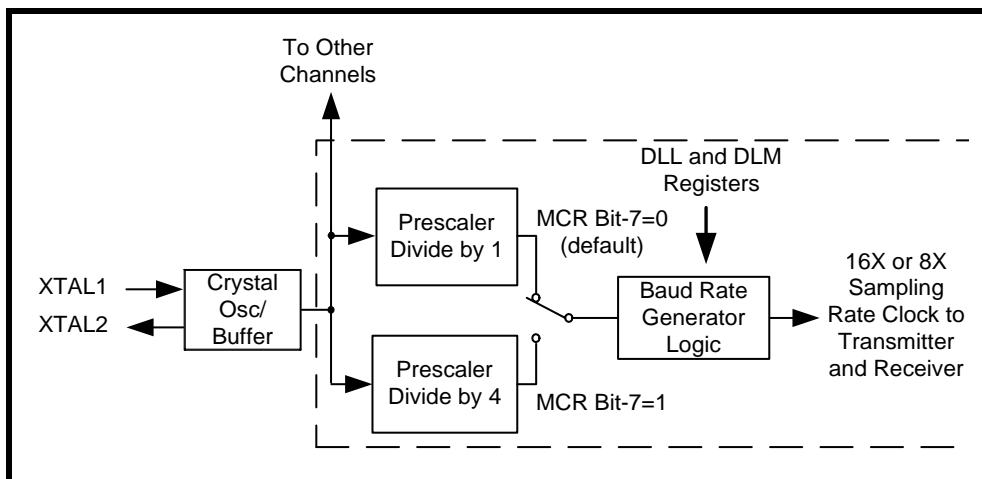 To Other
Channels
DLL and DLM
Registers
Prescaler
Divide by 1
MCR Bit-7=0
(default)
XTAL1
XTAL2
Crystal
Osc/
Buffer
Baud Rate
Generator
Logic
16X or 8X
Sampling
Rate Clock to
Transmitter
and Receiver
Prescaler
Divide by 4
MCR Bit-7=1